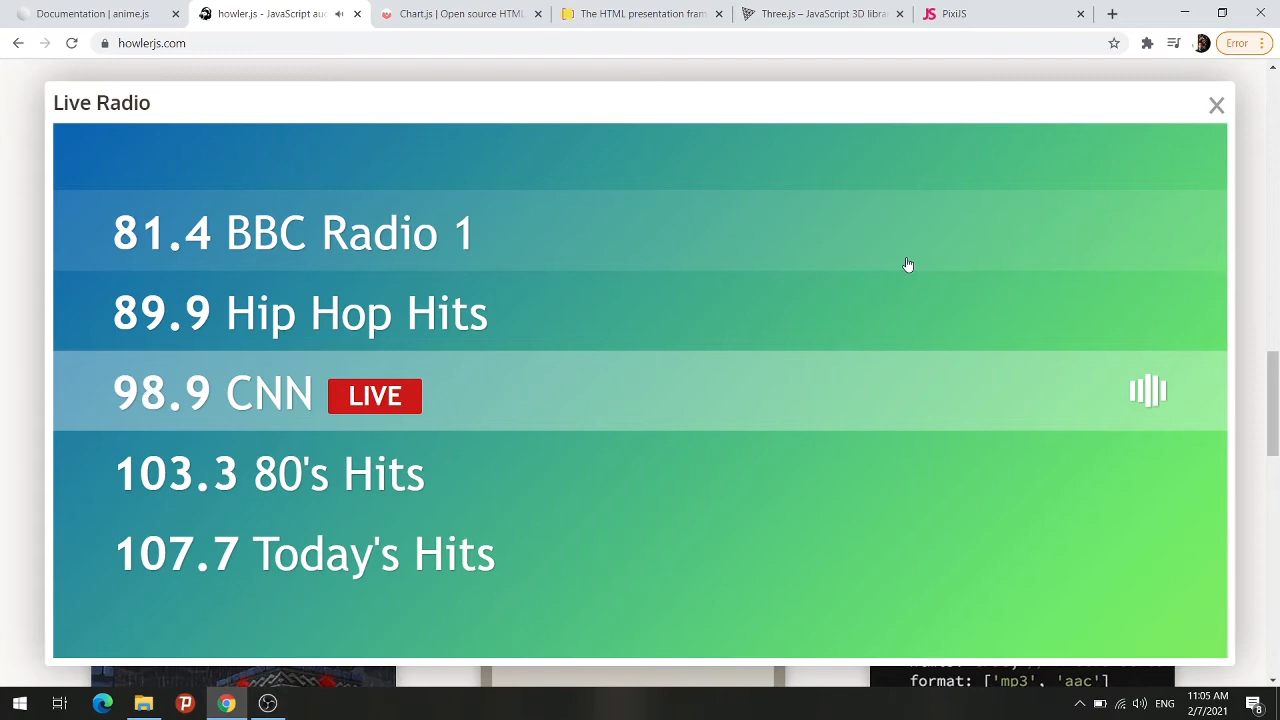 Documentation | anime.js
howler.js - JavaScript au
Chart.js | Open source HTML
The HTML presentation fram
Three.js – JavaScript 3D libra
JS PixiJS
howlerjs.com
Error
Live Radio
81.4 BBC Radio 1
89.9 Hip Hop Hits
98.9 CNN LIVE
103.3 80's Hits
107.7 Today's Hits
format: ['mp3', 'aac']
ENG
11:05 AM
2/7/2021
8